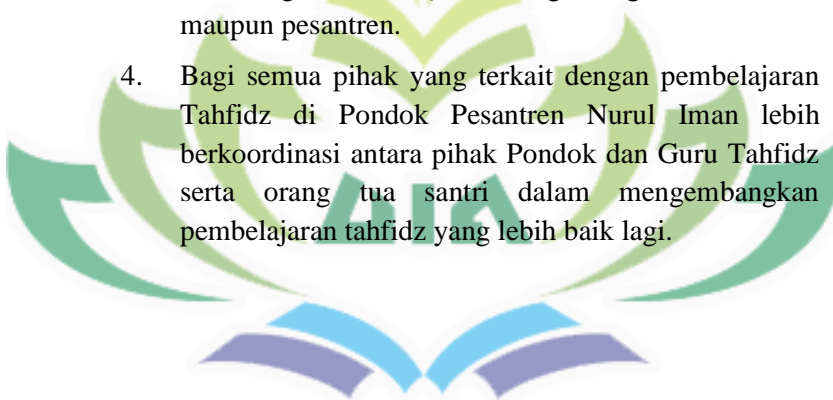 maupun pesantren.
4. Bagi semua pihak yang terkait dengan pembelajaran
Tahfidz di Pondok Pesantren Nurul Iman lebih
berkoordinasi antara pihak Pondok dan Guru Tahfidz
serta orang tua santri dalam mengembangkan
pembelajaran tahfidz yang lebih baik lagi.